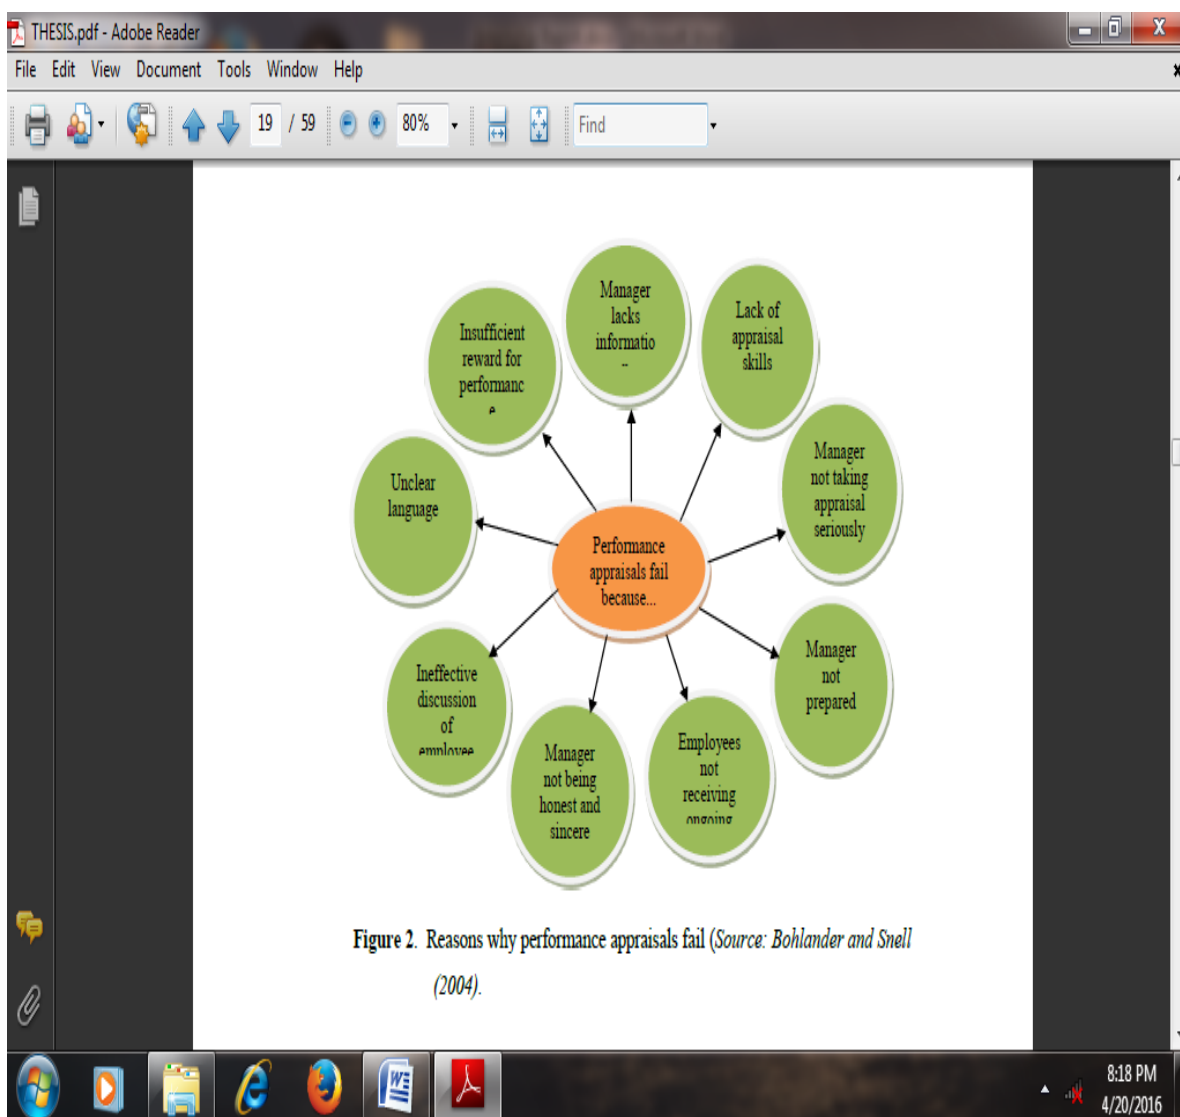 THESIS.pdf - Adobe Reader
File Edit View Document Tools Window Help
19 / 59 80% Find
Manager
lacks
informatio
Lack of
appraisal
skills
Manager
not taking
appraisal
seriously
Manager
not
prepared
Employees
not
receiving
ongoing
Manager
not being
honest and
sincere
Ineffective
discussion
of
employee
Unclear
language
Insufficient
reward for
performanc
e
Performance
appraisals fail
because...
Figure 2. Reasons why performance appraisals fail (Source: Bohlander and Snell
(2004).
8:18 PM
4/20/2016